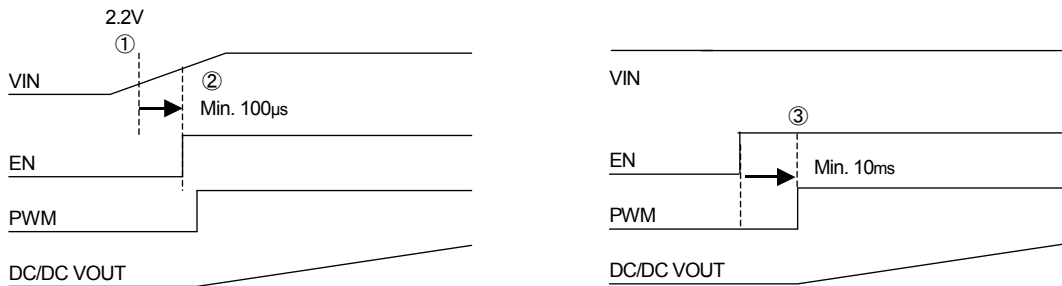 2.2V
①
VIN
②
Min. 100µs
EN
PWM
DC/DC VOUT
VIN
③
EN
Min. 10ms
PWM
DC/DC VOUT